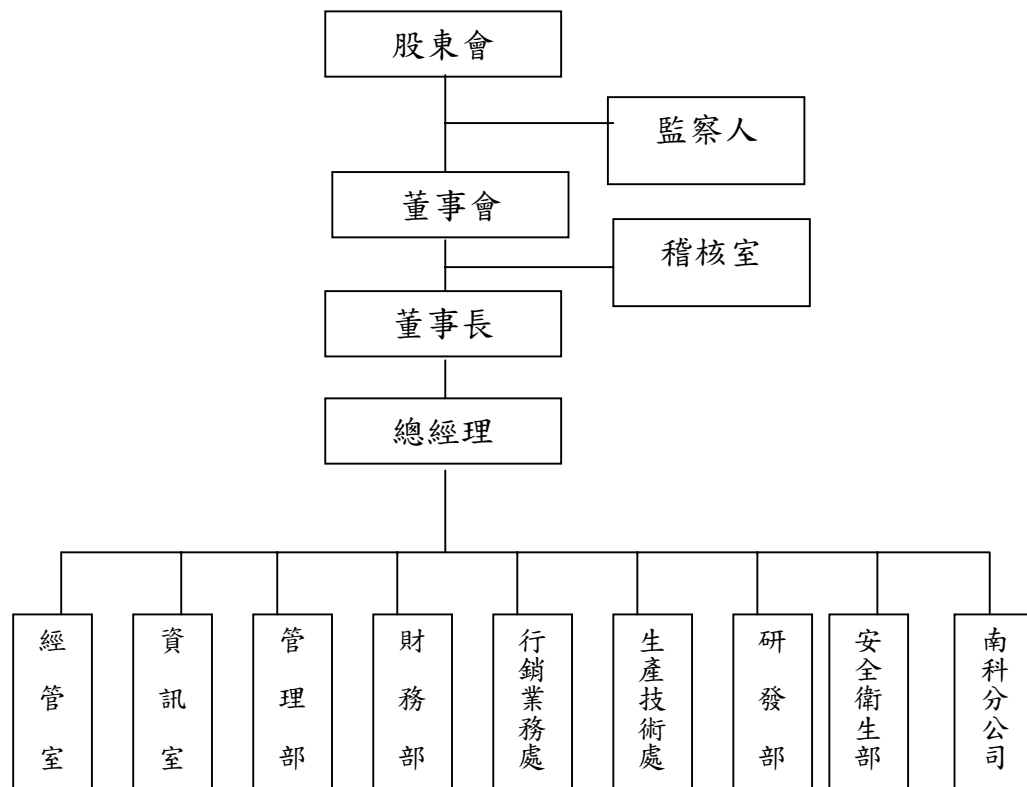 股東會
監察人
董事會
稽核室
董事長
總經理
經管室
資訊室
管理部
財務部
行銷業務處
生產技術處
研發部
安全衛生部
南科分公司